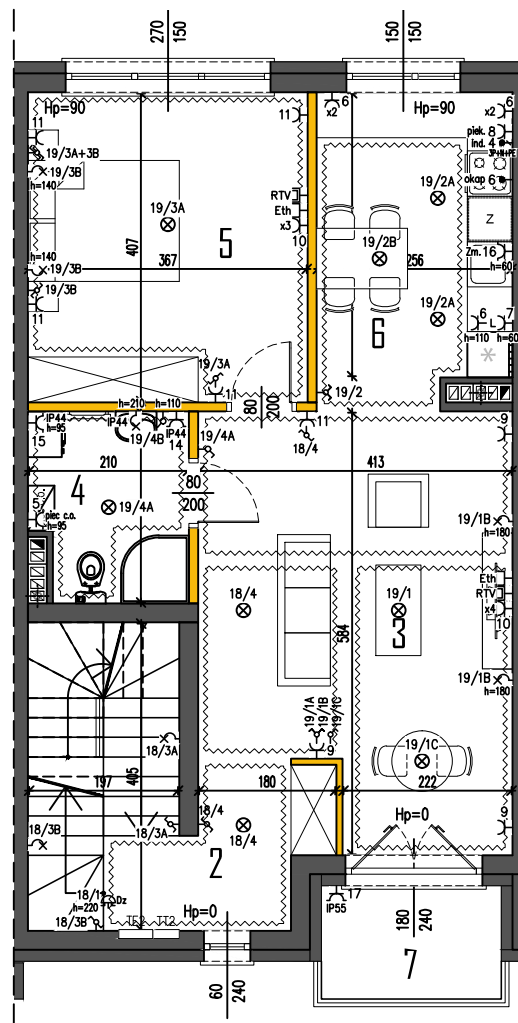 270
150
150
150
Hp=90
Hp=90
11
6
x2
11
6
x2
piek. 8
ind. 4
3P+N+PE
19/3A+3B
19/3B
h=140
okap 6
RTV
Eth
x3
10
19/3A
5
407
19/2A
19/2B
Z
h=140
19/3B
367
256
Zm. 16
h=60
11
6
19/2A
6
L
7
h=110
h=60
19/3A
11
80
200
19/2
h=210
h=110
IP44
h=95
15
IP44
19/4B
IP44
14
19/4A
11
18/4
9
210
413
4
80
200
5
piec c.o.
h=95
19/4A
19/1B
h=180
Eth
RTV
x4
10
18/4
584
19/1
3
19/1B
h=180
19/1A
19/1B
19/1C
9
18/3A
405
19/1C
197
180
222
18/3B
18/3A
18/4
18/4
Hp=0
9
2
18/1
Dz
h=220
18/3B
TE2
TT2
Hp=0
17
IP55
180
240
7
60
240